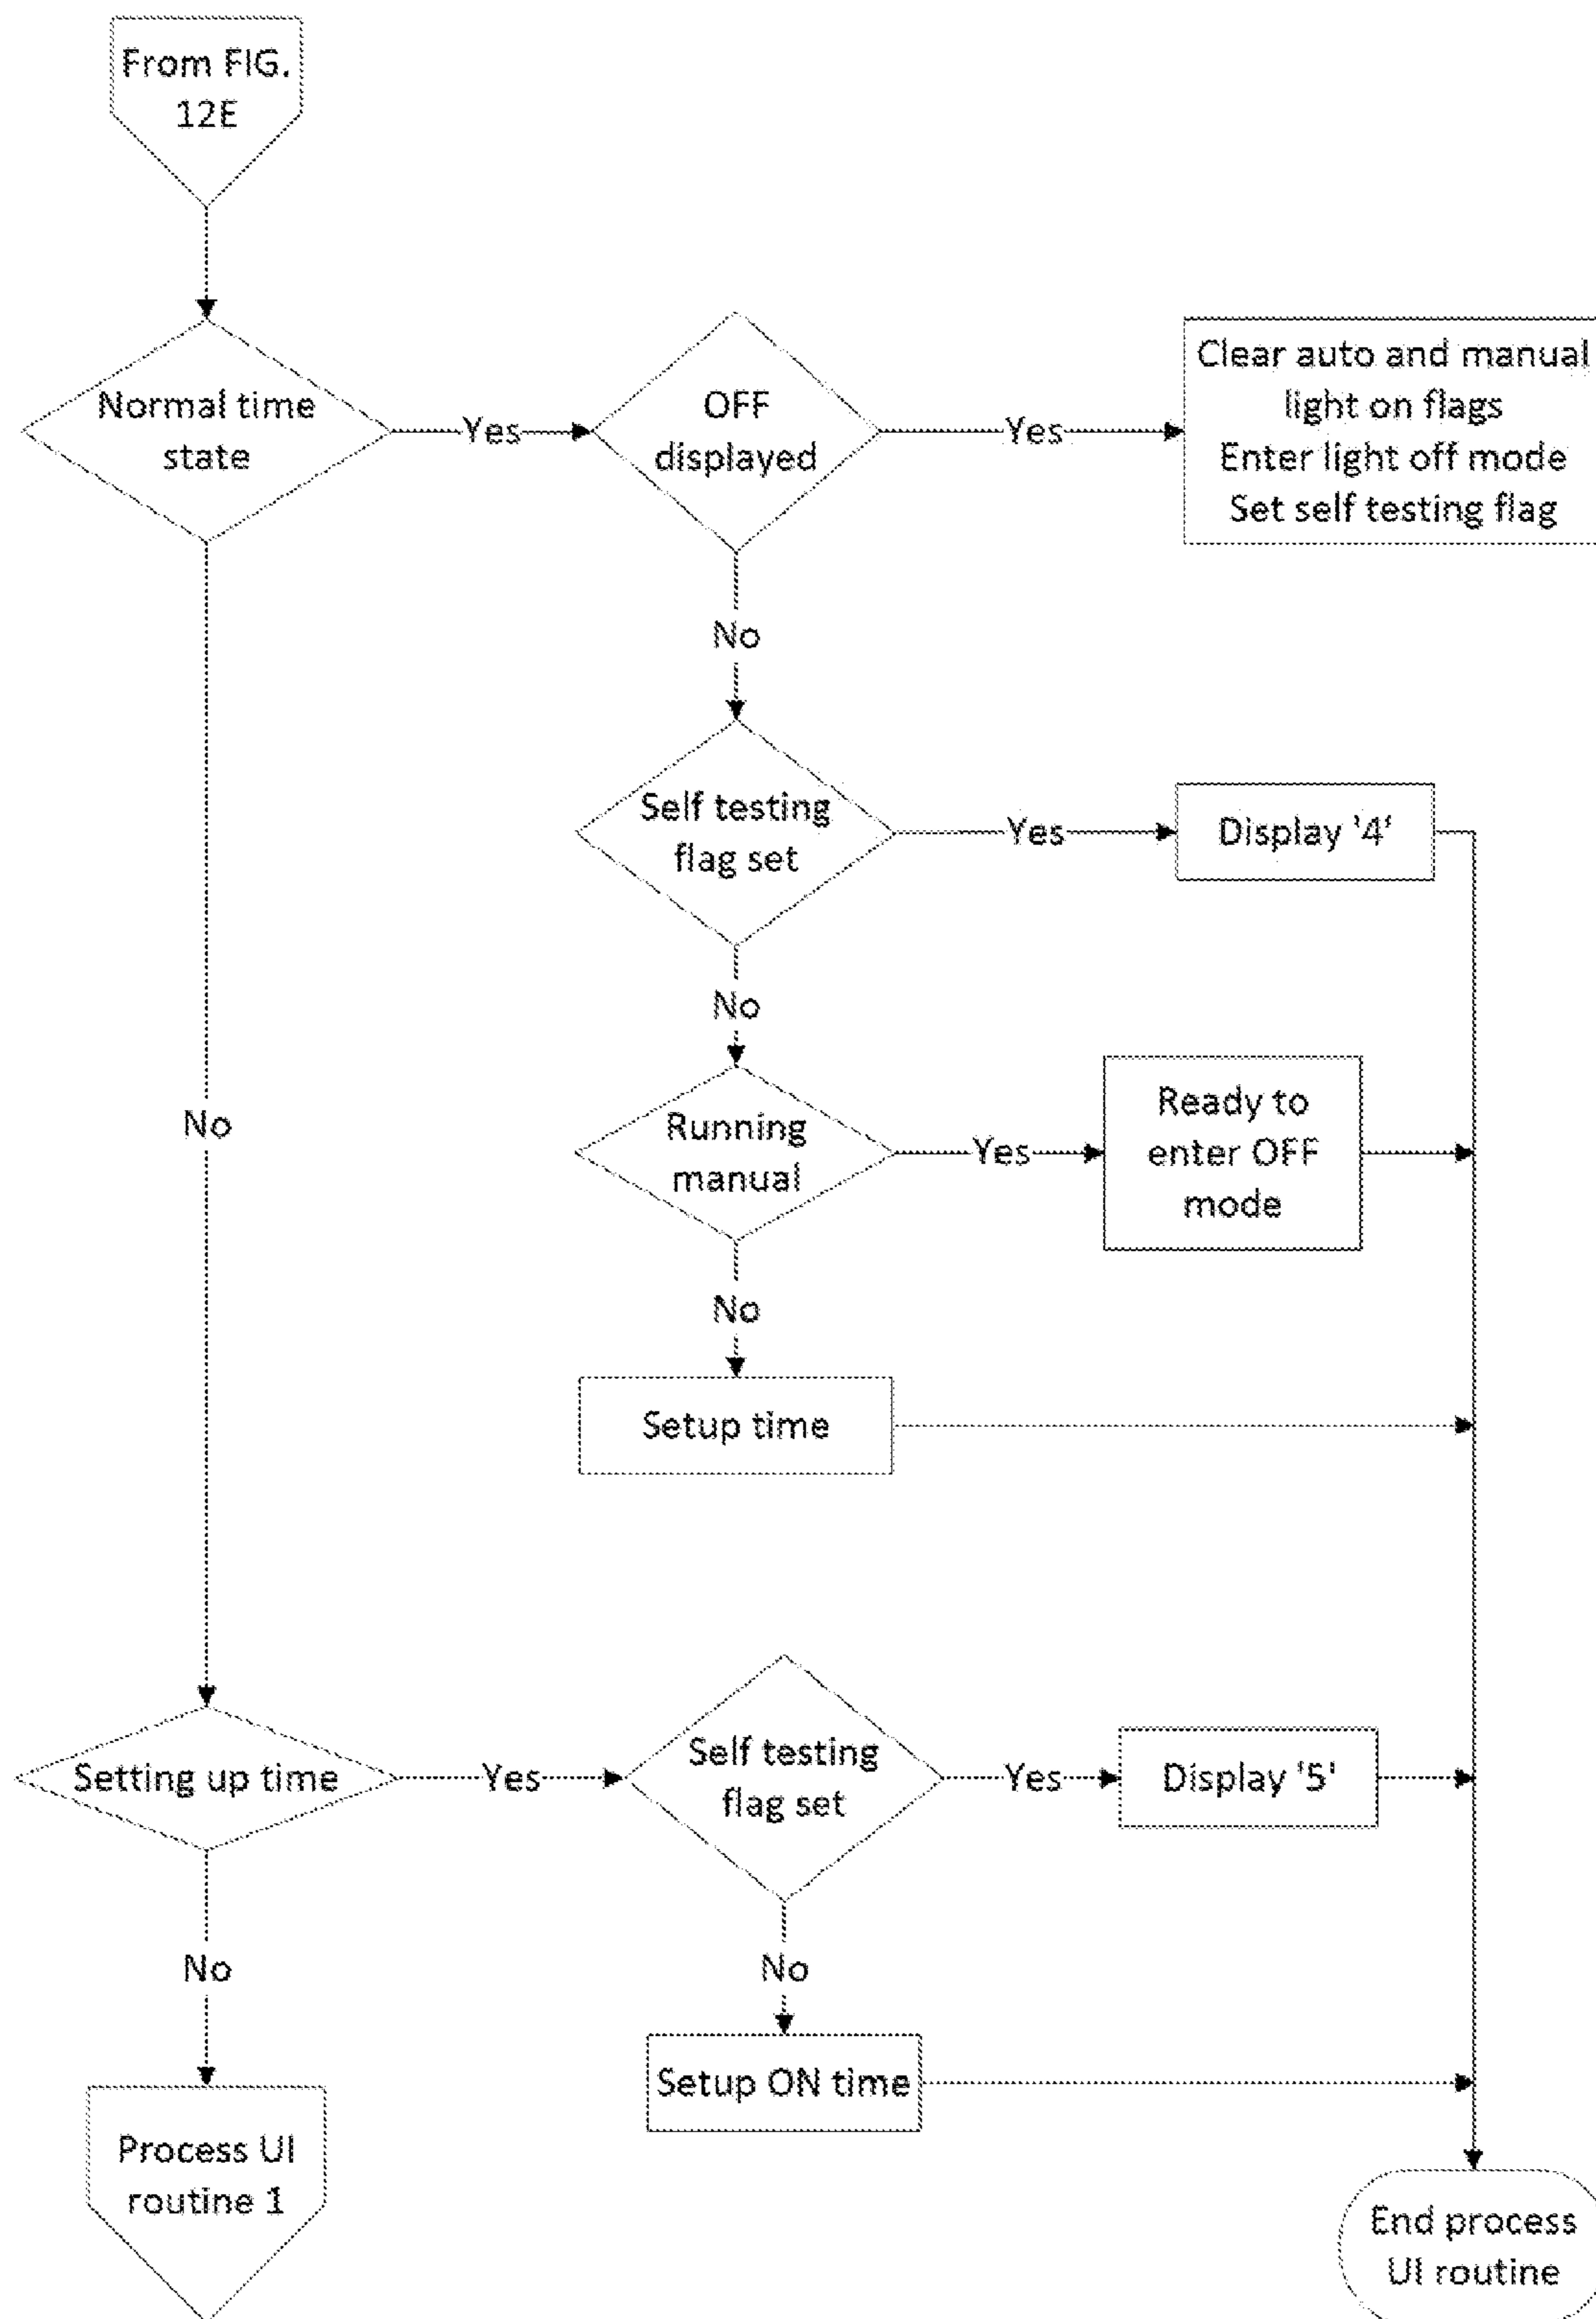 From FIG.
12E
Normal time
state
Yes
OFF
displayed
Yes
Clear auto and manual
light on flags
Enter light off mode
Set self testing flag
No
Self testing
flag set
Yes
Display '4'
No
Running
manual
Yes
Ready to
enter OFF
mode
No
No
Setup time
Setting up time
Yes
Self testing
flag set
Yes
Display '5'
No
No
Setup ON time
Process UI
routine 1
End process
UI routine